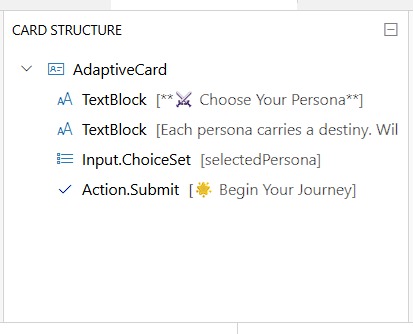 CARD STRUCTURE
AdaptiveCard
TextBlock [**⚔️ Choose Your Persona**]
TextBlock [Each persona carries a destiny. Wil
Input.ChoiceSet [selectedPersona]
Action.Submit [🌟 Begin Your Journey]